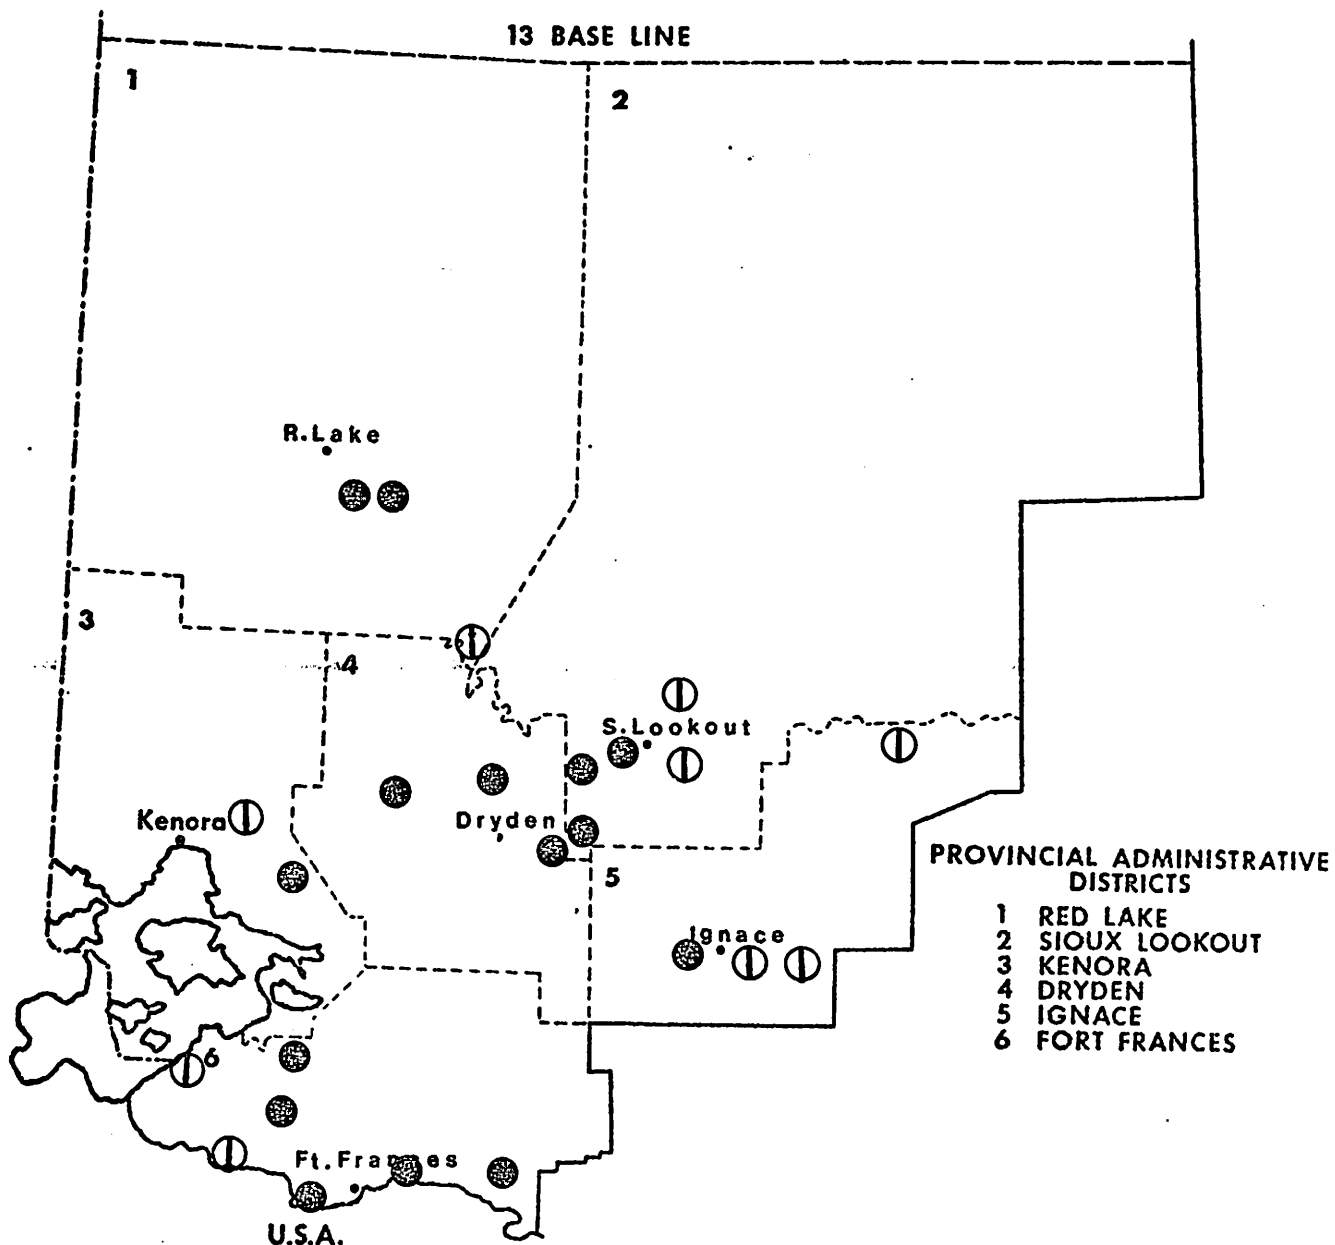 13 BASE LINE
1
2
R.Lake
3
4
S.Lookout
Kenora
Dryden
5
PROVINCIAL ADMINISTRATIVE
DISTRICTS
1 RED LAKE
2 SIOUX LOOKOUT
3 KENORA
4 DRYDEN
5 IGNACE
6 FORT FRANCES
Ignace
6
Ft.Frances
U.S.A.